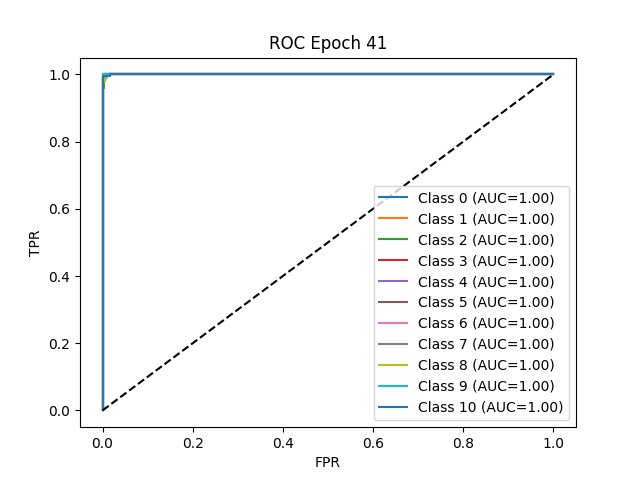 ROC Epoch 41
1.0
0.8
0.6
0.4
0.2
0.0
TPR
Class 0 (AUC=1.00)
Class 1 (AUC=1.00)
Class 2 (AUC=1.00)
Class 3 (AUC=1.00)
Class 4 (AUC=1.00)
Class 5 (AUC=1.00)
Class 6 (AUC=1.00)
Class 7 (AUC=1.00)
Class 8 (AUC=1.00)
Class 9 (AUC=1.00)
Class 10 (AUC=1.00)
0.0 0.2 0.4 0.6 0.8 1.0
FPR